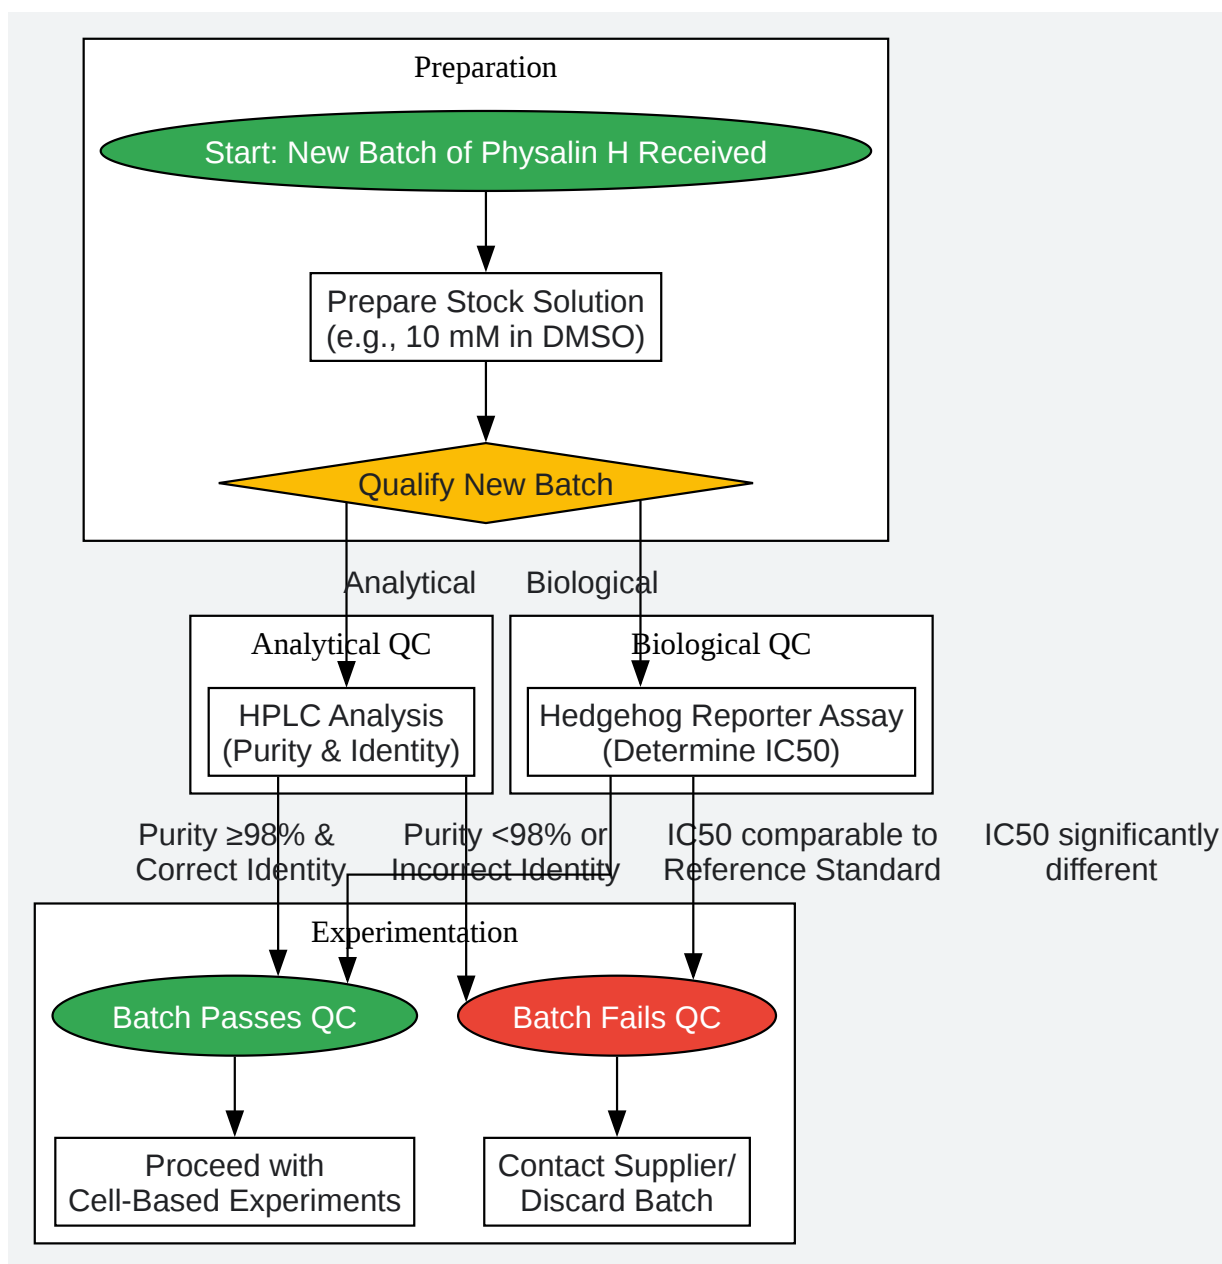 Preparation
Start: New Batch of Physalin H Received
Prepare Stock Solution
(e.g., 10 mM in DMSO)
Qualify New Batch
Analytical
Biological
Analytical QC
Biological QC
HPLC Analysis
(Purity & Identity)
Hedgehog Reporter Assay
(Determine IC50)
Purity ≥98% &
Correct Identity
Purity <98% or
Incorrect Identity
IC50 comparable to
Reference Standard
IC50 significantly
different
Experimentation
Batch Passes QC
Batch Fails QC
Proceed with
Cell-Based Experiments
Contact Supplier/
Discard Batch